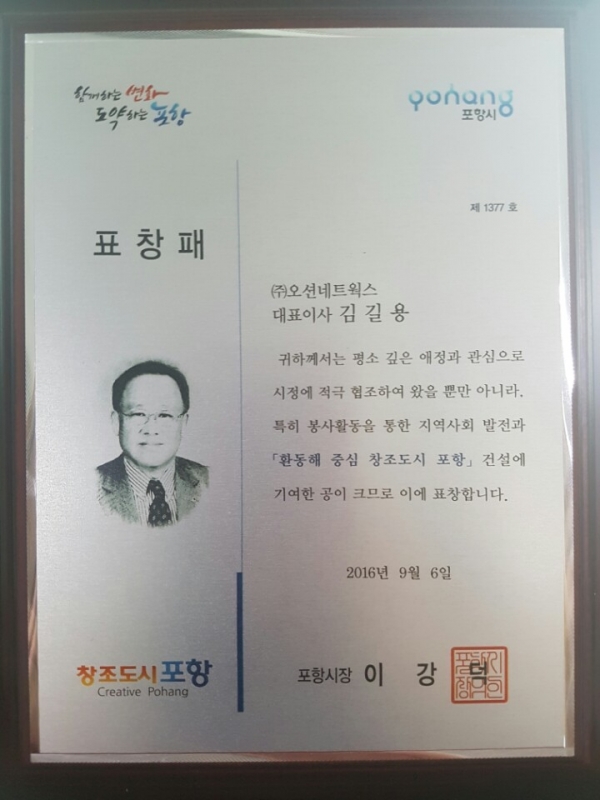 함께하는 변화
도약하는 포항
pohang
포항시
제 1377 호
표창패
㈜오션네트웍스
대표이사 김길용
귀하께서는 평소 깊은 애정과 관심으로
시정에 적극 협조하여 왔을 뿐만 아니라.
특히 봉사활동을 통한 지역사회 발전과
「환동해 중심 창조도시 포항」 건설에
기여한 공이 크므로 이에 표창합니다.
2016년 9월 6일
창조도시 포항
Creative Pohang
포항시장 이강덕